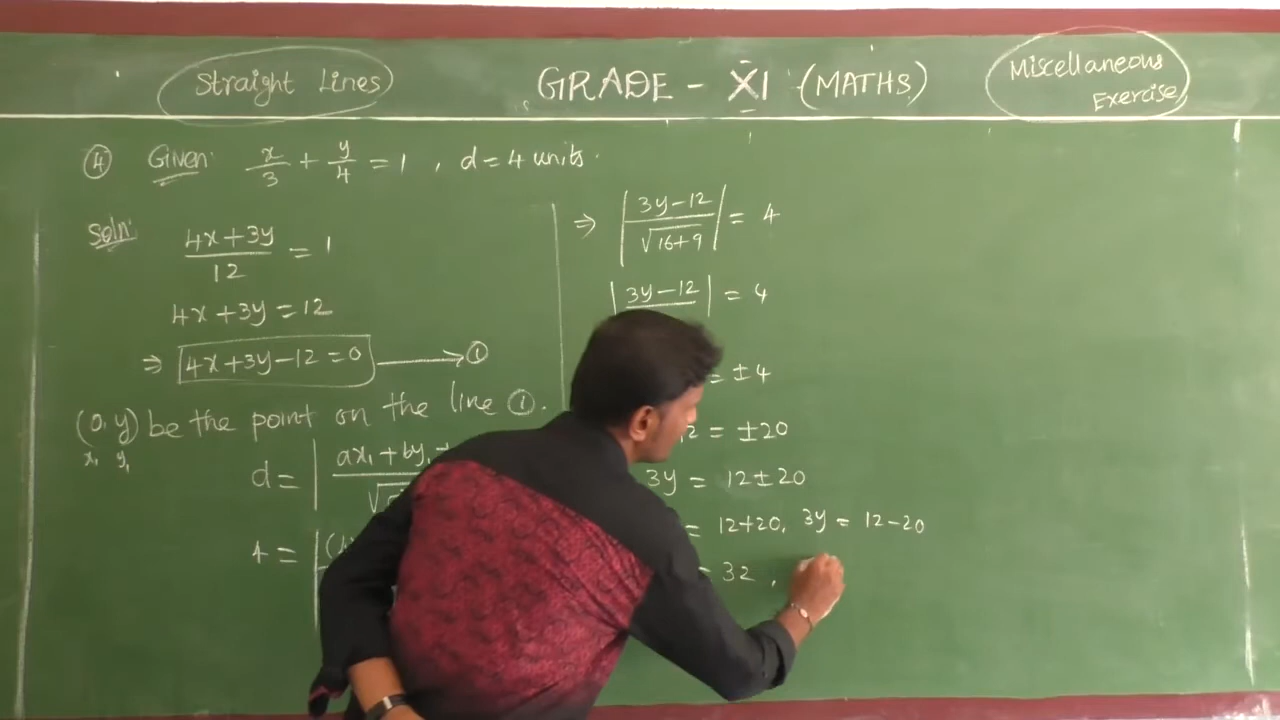 Straight Lines
GRADE - XI (MATHS)
Miscellaneous
Exercise
④ Given: x/3 + y/4 = 1 , d = 4 units.
Soln:
4x+3y/12 = 1
4x+3y = 12
⇒ 4x+3y-12 = 0 → ①
(0, y) be the point on the line ①.
x₁ y₁
d = | ax₁ + by₁
4 = |
⇒ | 3y-12 / √16+9 | = 4
| 3y-12 | = 4
= ±4
= ±20
3y = 12 ± 20
= 12+20, 3y = 12-20
= 32 ,